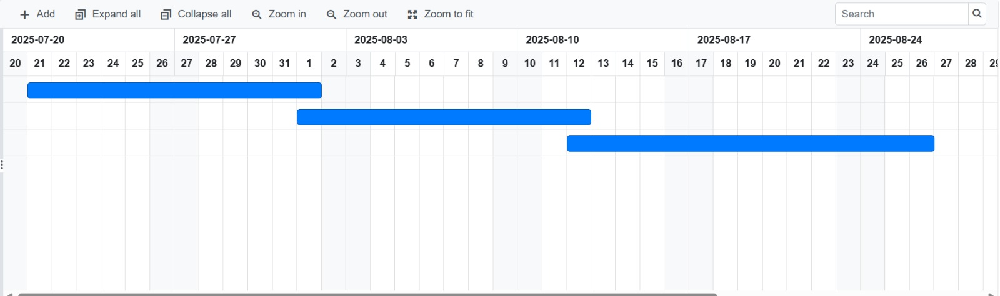 Add Expand all Collapse all Zoom in Zoom out Zoom to fit Search
2025-07-20 2025-07-27 2025-08-03 2025-08-10 2025-08-17 2025-08-24
20 21 22 23 24 25 26 27 28 29 30 31 1 2 3 4 5 6 7 8 9 10 11 12 13 14 15 16 17 18 19 20 21 22 23 24 25 26 27 28